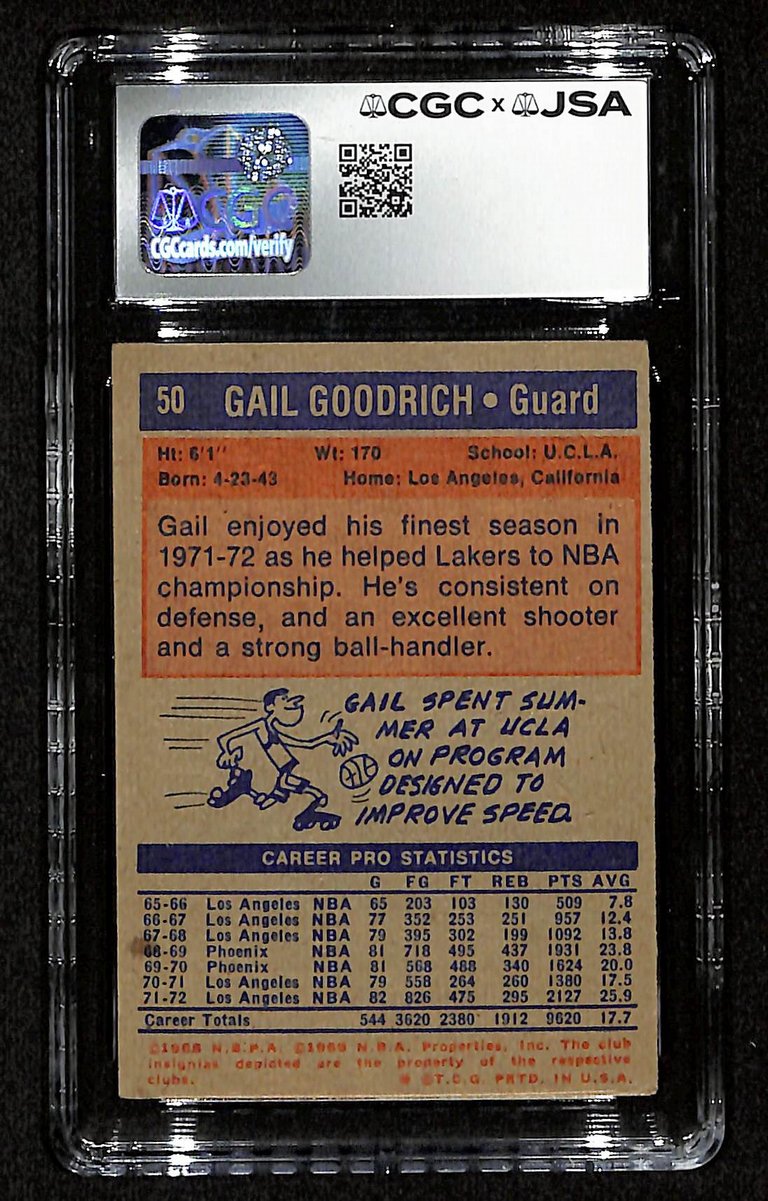 CGC x JSA
CGC
CGCcards.com/verify
50 GAIL GOODRICH • Guard
Ht: 6'1'' Wt: 170 School: U.C.L.A.
Born: 4-23-43 Home: Los Angeles, California
Gail enjoyed his finest season in
1971-72 as he helped Lakers to NBA
championship. He's consistent on
defense, and an excellent shooter
and a strong ball-handler.
GAIL SPENT SUM-
MER AT UCLA
ON PROGRAM
DESIGNED TO
IMPROVE SPEED.
CAREER PRO STATISTICS
G FG FT REB PTS AVG
65-66 Los Angeles NBA 65 203 103 130 509 7.8
66-67 Los Angeles NBA 77 352 253 251 957 12.4
67-68 Los Angeles NBA 79 395 302 199 1092 13.8
68-69 Phoenix NBA 81 718 495 437 1931 23.8
69-70 Phoenix NBA 81 568 488 340 1624 20.0
70-71 Los Angeles NBA 79 558 264 260 1380 17.5
71-72 Los Angeles NBA 82 826 475 295 2127 25.9
Career Totals 544 3620 2380 1912 9620 17.7
©1968 N.B.P.A. ©1969 N.B.A. Properties, Inc. The club
insignias depicted are the property of the respective
clubs. ® ©T.C.G. PRTD. IN U.S.A.